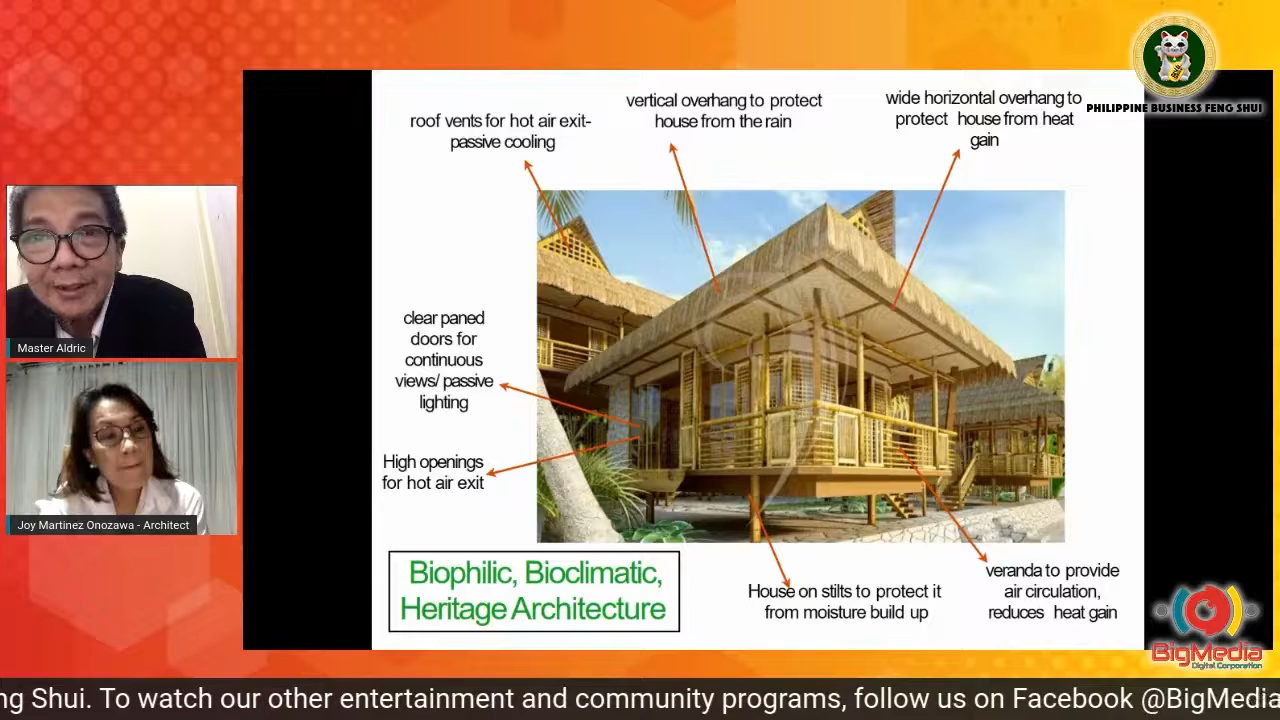 PHILIPPINE BUSINESS FENG SHUI
roof vents for hot air exit-
passive cooling
vertical overhang to protect
house from the rain
wide horizontal overhang to
protect house from heat
gain
clear paned
doors for
continuous
views/ passive
lighting
High openings
for hot air exit
Master Aldric
Joy Martinez Onozawa - Architect
Biophilic, Bioclimatic,
Heritage Architecture
House on stilts to protect it
from moisture build up
veranda to provide
air circulation,
reduces heat gain
BigMedia
Digital Corporation
ng Shui. To watch our other entertainment and community programs, follow us on Facebook @BigMedia